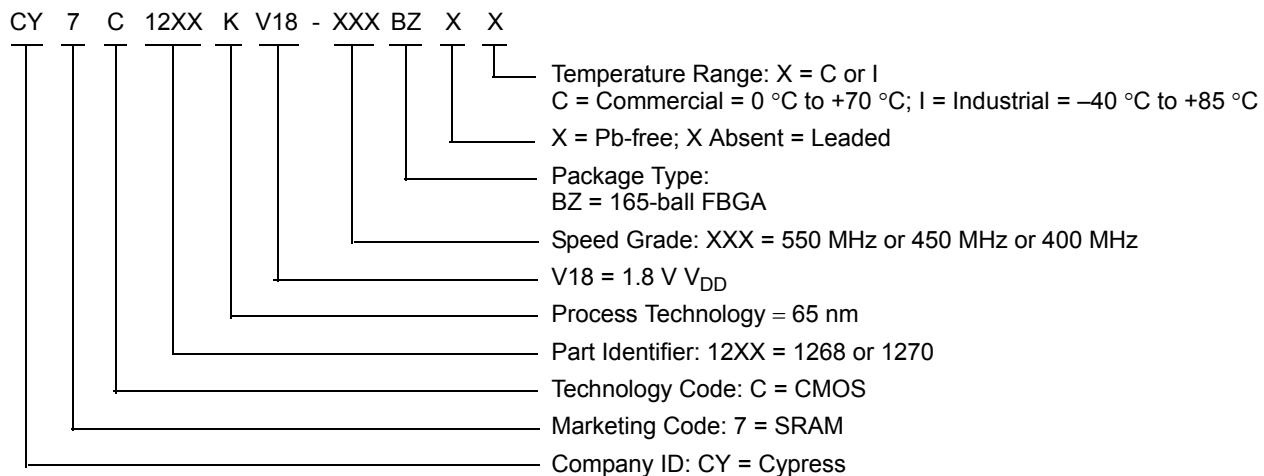 CY 7 C 12XX K V18 - XXX BZ X X
Temperature Range: X = C or I
C = Commercial = 0 °C to +70 °C; I = Industrial = –40 °C to +85 °C
X = Pb-free; X Absent = Leaded
Package Type:
BZ = 165-ball FBGA
Speed Grade: XXX = 550 MHz or 450 MHz or 400 MHz
V18 = 1.8 V VDD
Process Technology = 65 nm
Part Identifier: 12XX = 1268 or 1270
Technology Code: C = CMOS
Marketing Code: 7 = SRAM
Company ID: CY = Cypress